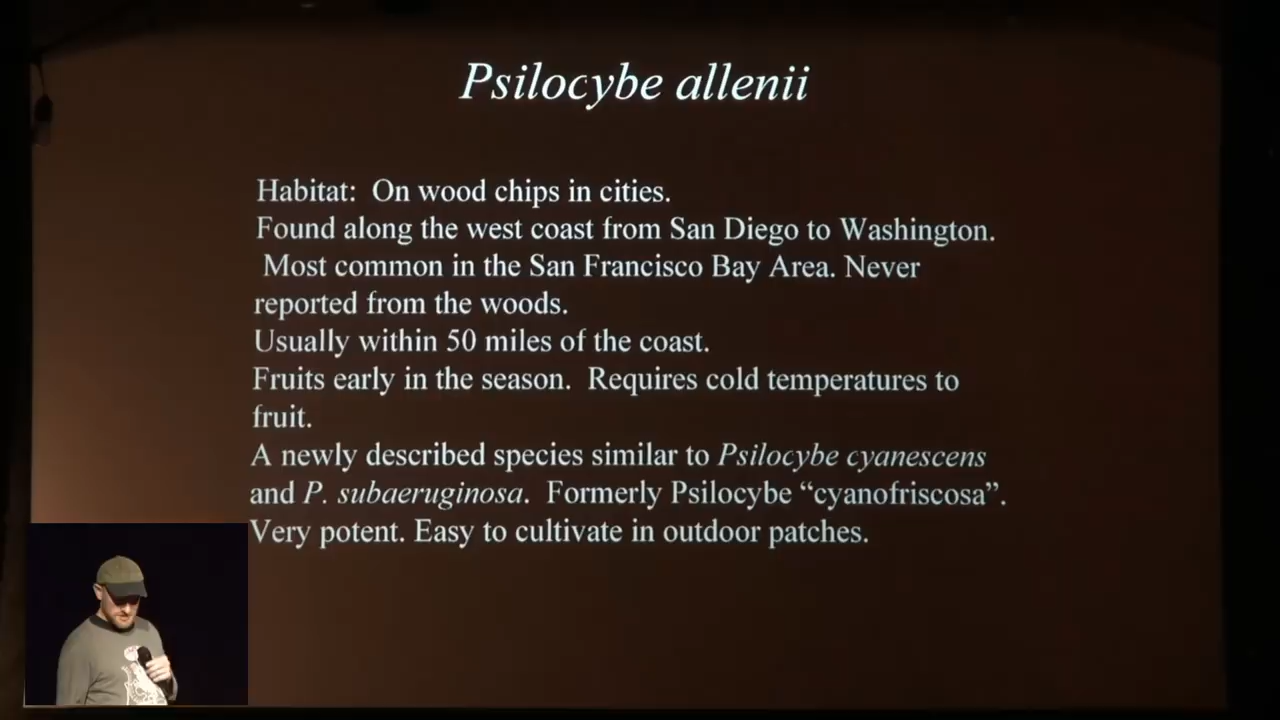 Psilocybe allenii
Habitat:  On wood chips in cities.
Found along the west coast from San Diego to Washington.
Most common in the San Francisco Bay Area. Never
reported from the woods.
Usually within 50 miles of the coast.
Fruits early in the season.  Requires cold temperatures to
fruit.
A newly described species similar to Psilocybe cyanescens
and P. subaeruginosa.  Formerly Psilocybe “cyanofriscosa”.
Very potent. Easy to cultivate in outdoor patches.